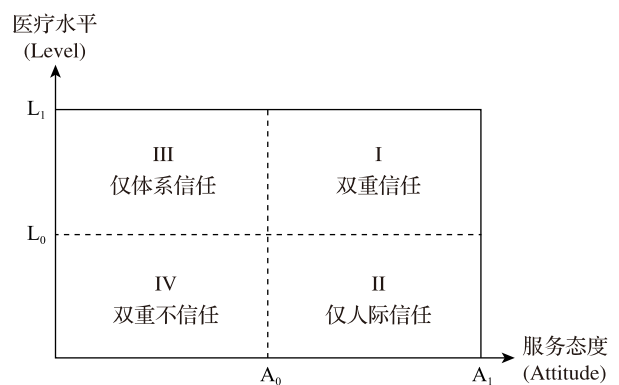 医疗水平
(Level)
L₁
III
仅体系信任
I
双重信任
L₀
IV
双重不信任
II
仅人际信任
A₀
A₁
服务态度
(Attitude)